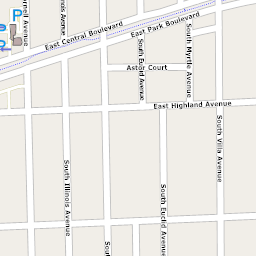 P
P
East Central Boulevard
East Park Boulevard
South Euclid Avenue
South Myrtle Avenue
Astor Court
East Highland Avenue
South Villa Avenue
South Illinois Avenue
South Euclid Avenue